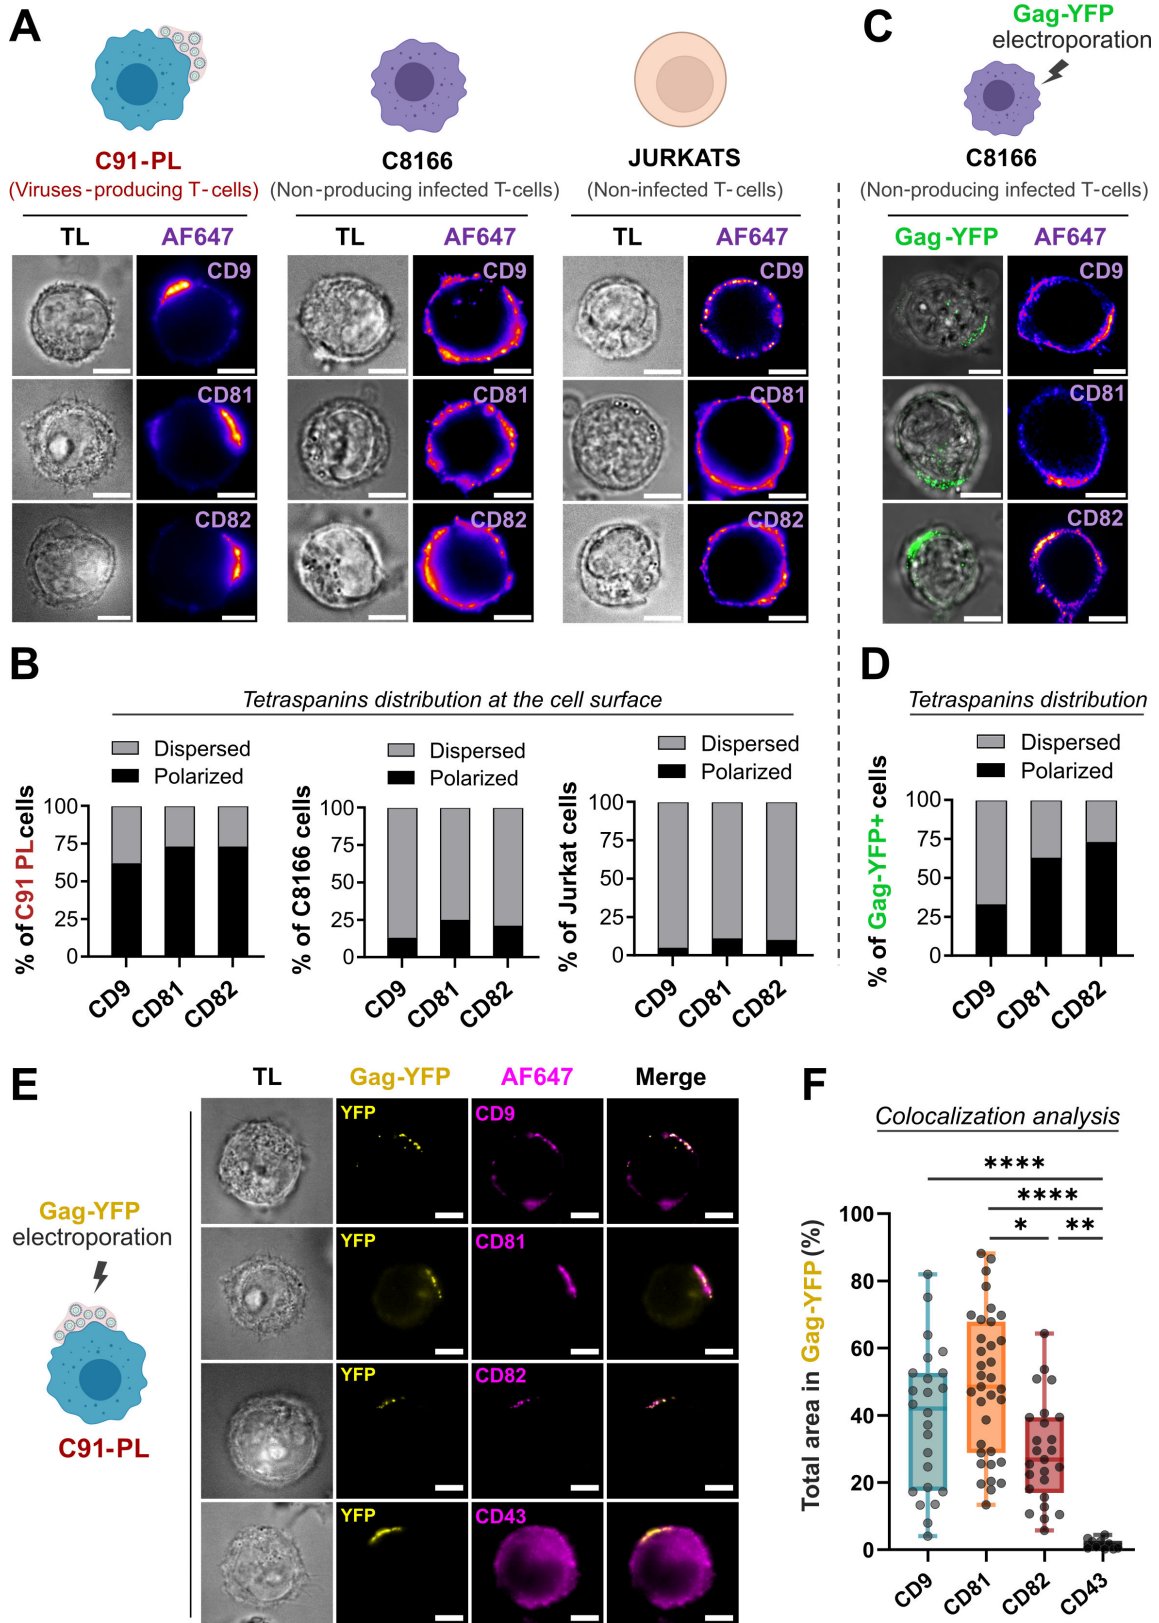 A
C91-PL
(Viruses-producing T-cells)
C8166
(Non-producing infected T-cells)
JURKATS
(Non-infected T-cells)
TL AF647 TL AF647 TL AF647
CD9 CD9 CD9
CD81 CD81 CD81
CD82 CD82 CD82
C
Gag-YFP
electroporation
C8166
(Non-producing infected T-cells)
Gag-YFP AF647
CD9
CD81
CD82
B
Tetraspanins distribution at the cell surface
Dispersed
Polarized
% of C91 PL cells
100
75
50
25
0
CD9 CD81 CD82
Dispersed
Polarized
% of C8166 cells
100
75
50
25
0
CD9 CD81 CD82
Dispersed
Polarized
% of Jurkat cells
100
75
50
25
0
CD9 CD81 CD82
D
Tetraspanins distribution
Dispersed
Polarized
% of Gag-YFP+ cells
100
75
50
25
0
CD9 CD81 CD82
E
Gag-YFP
electroporation
C91-PL
TL Gag-YFP AF647 Merge
YFP CD9
YFP CD81
YFP CD82
YFP CD43
F
Colocalization analysis
****
****
* **
Total area in Gag-YFP (%)
100
80
60
40
20
0
CD9 CD81 CD82 CD43